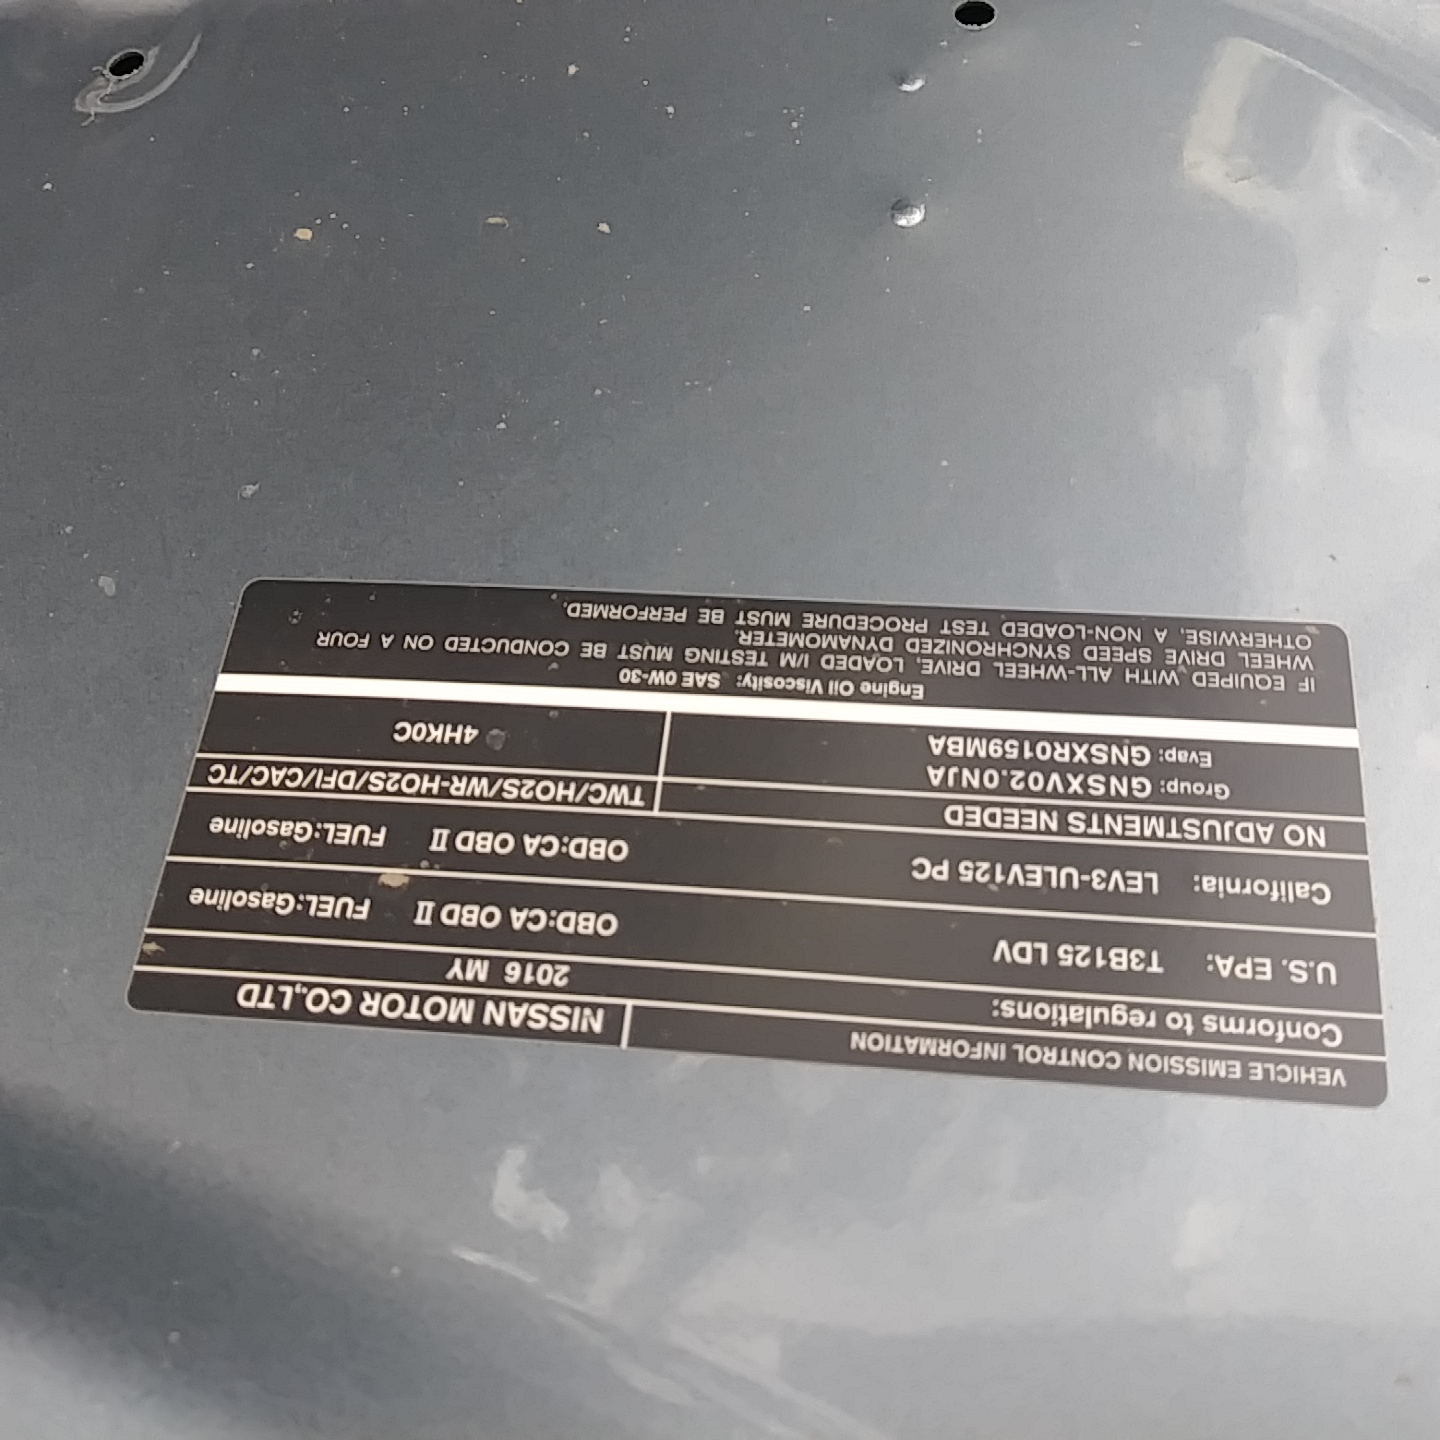 VEHICLE EMISSION CONTROL INFORMATION
NISSAN MOTOR CO.,LTD
Conforms to regulations:
2016 MY
U.S. EPA: T3B125 LDV OBD:CA OBD II FUEL:Gasoline
California: LEV3-ULEV125 PC OBD:CA OBD II FUEL:Gasoline
NO ADJUSTMENTS NEEDED
TWC/HO2S/WR-HO2S/DFI/CAC/TC
Group: GNSXV02.0NJA
Evap: GNSXR0159MBA
4HK0C
Engine Oil Viscosity: SAE 0W-30
IF EQUIPED WITH ALL-WHEEL DRIVE, LOADED I/M TESTING MUST BE CONDUCTED ON A FOUR
WHEEL DRIVE SPEED SYNCHRONIZED DYNAMOMETER.
OTHERWISE, A NON-LOADED TEST PROCEDURE MUST BE PERFORMED.